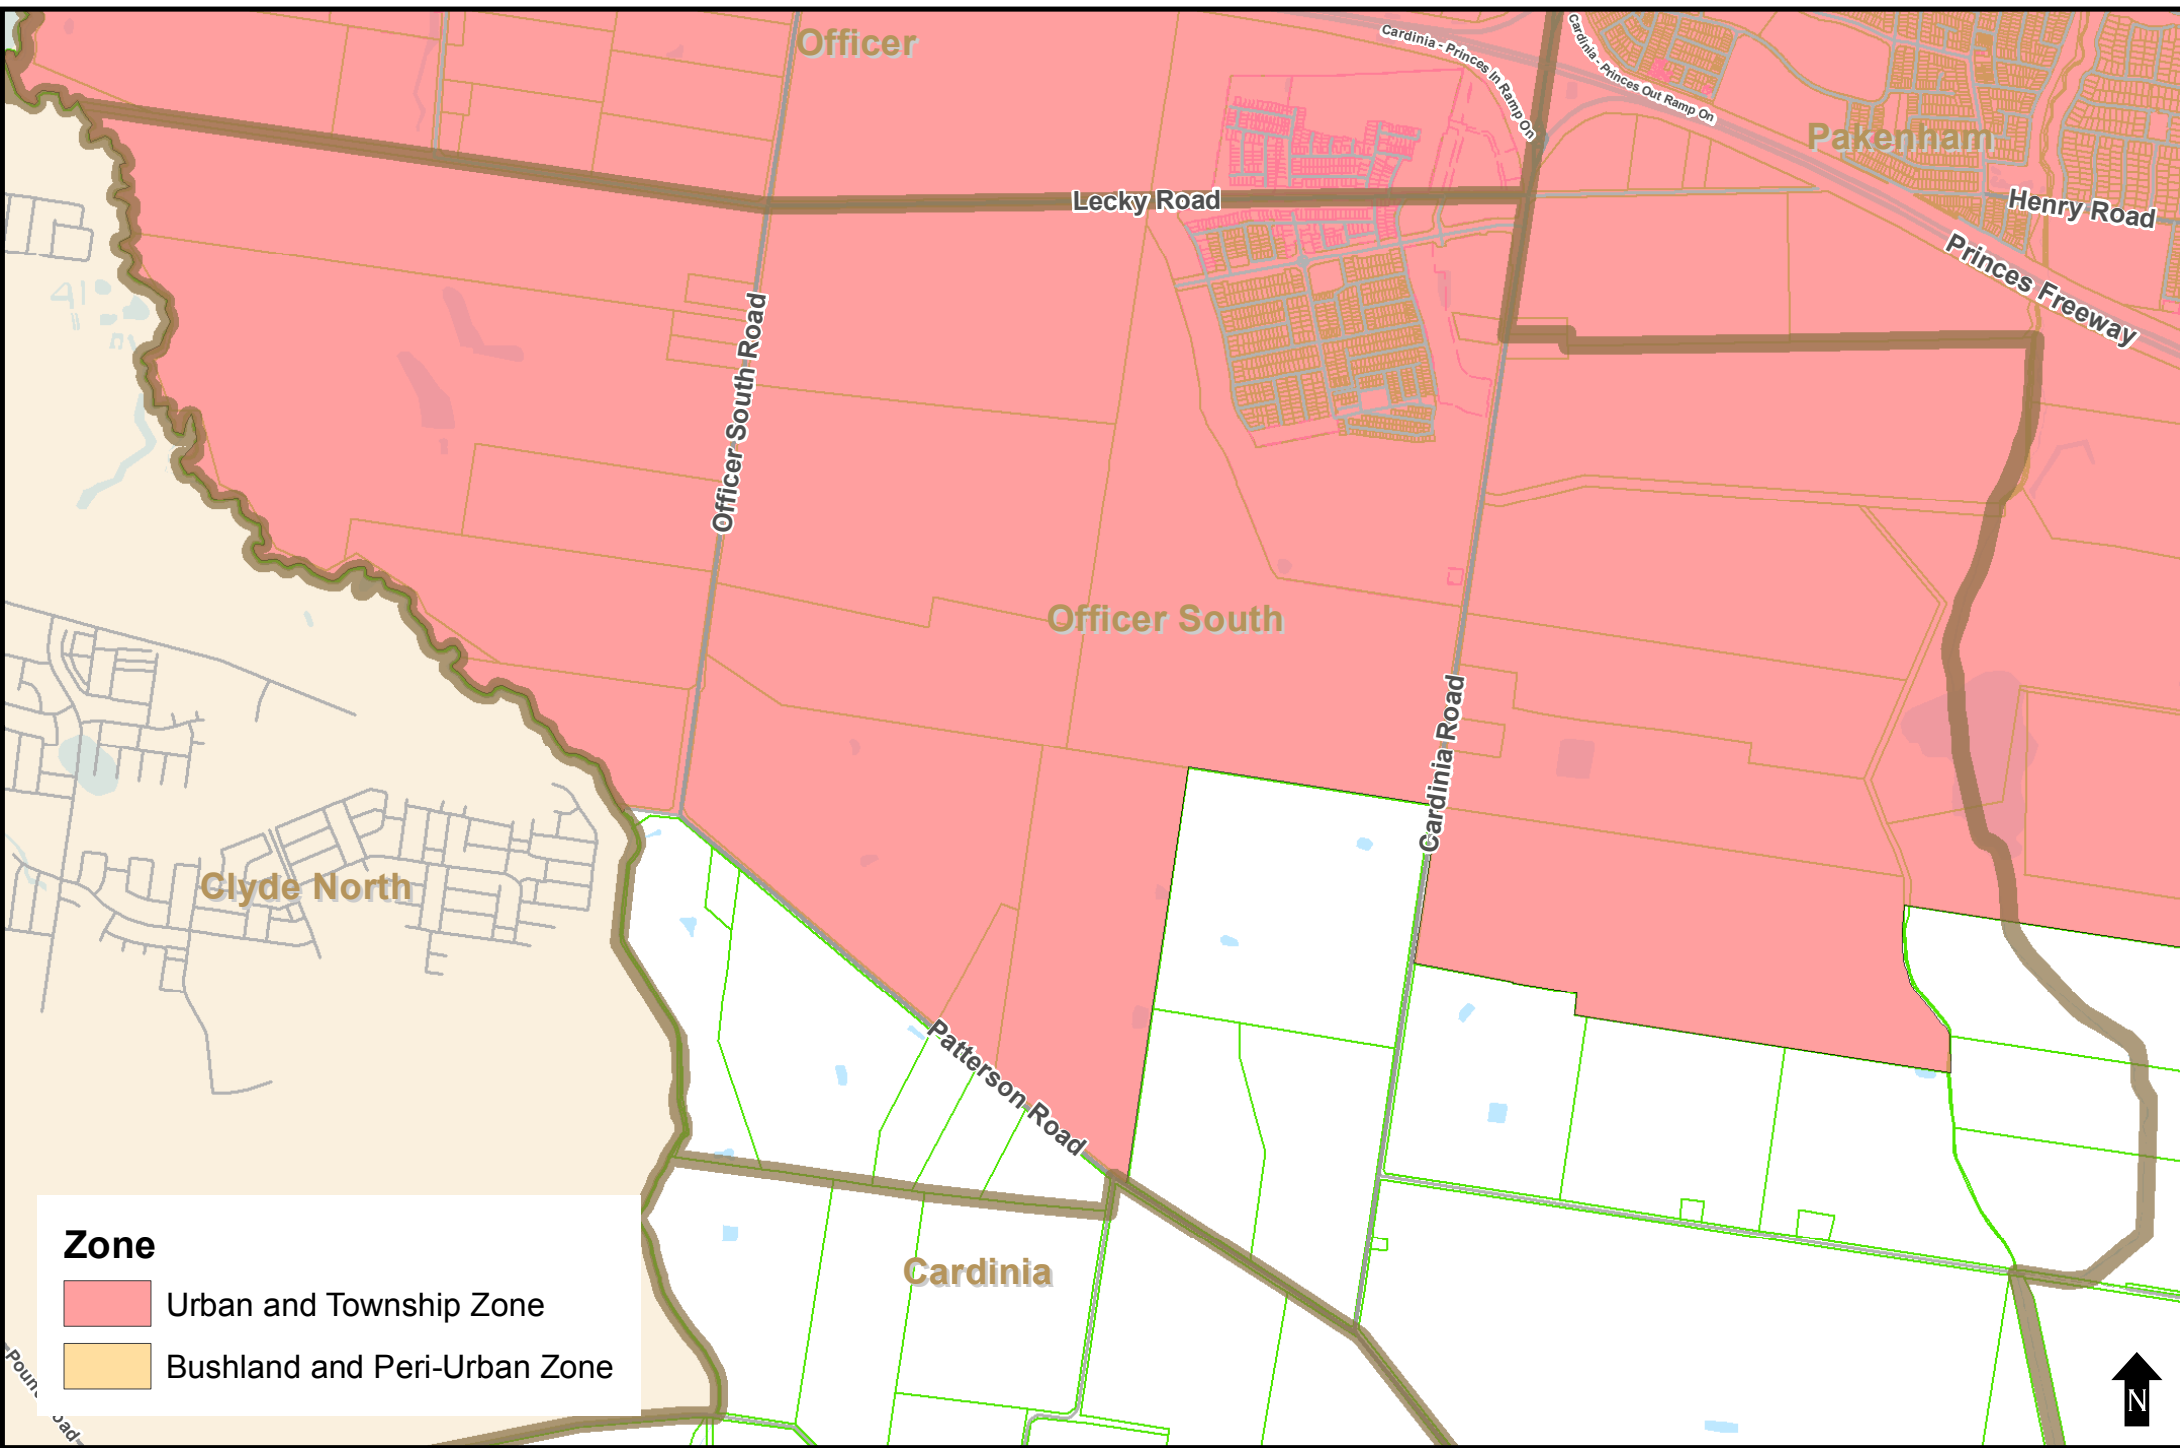 Officer
Cardinia - Princes In Ramp On
Cardinia - Princes Out Ramp On
Pakenham
Lecky Road
Henry Road
Princes Freeway
Officer South Road
Officer South
Cardinia Road
Clyde North
Patterson Road
Cardinia
Zone
Urban and Township Zone
Bushland and Peri-Urban Zone
N